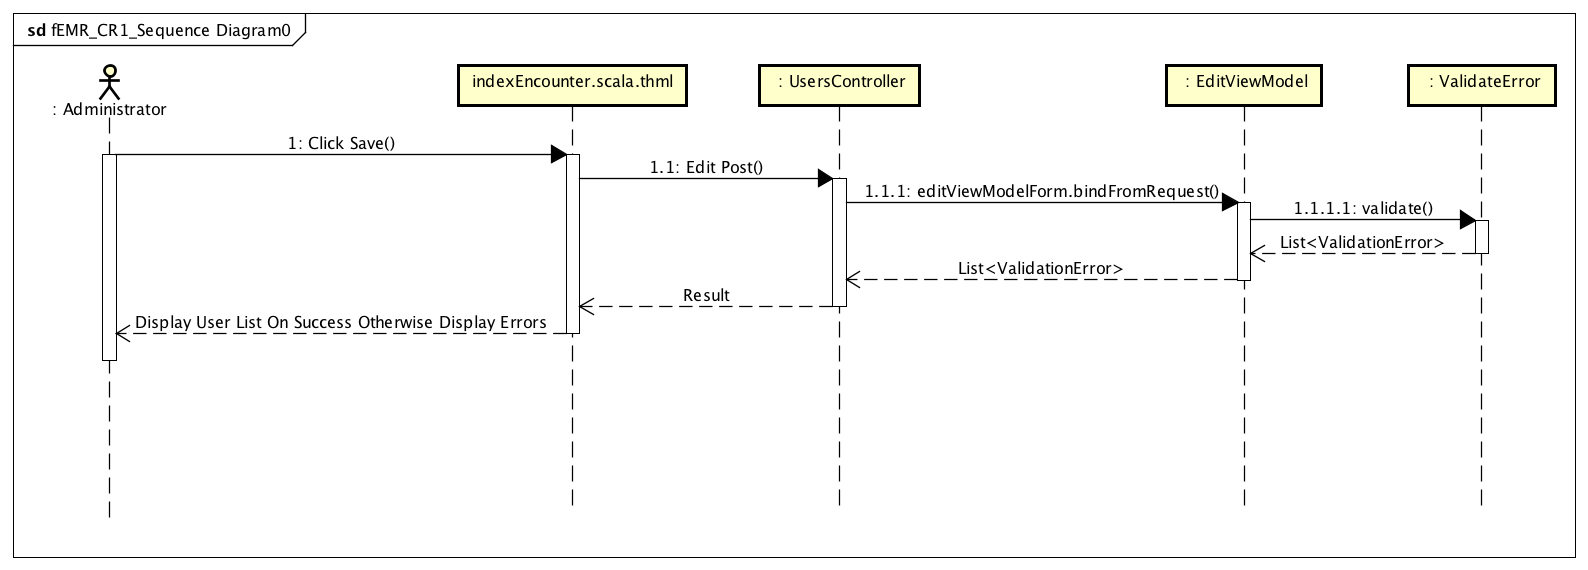 sd fEMR_CR1_Sequence Diagram0
: Administrator
indexEncounter.scala.thml
: UsersController
: EditViewModel
: ValidateError
1: Click Save()
1.1: Edit Post()
1.1.1: editViewModelForm.bindFromRequest()
1.1.1.1: validate()
List<ValidationError>
List<ValidationError>
Result
Display User List On Success Otherwise Display Errors